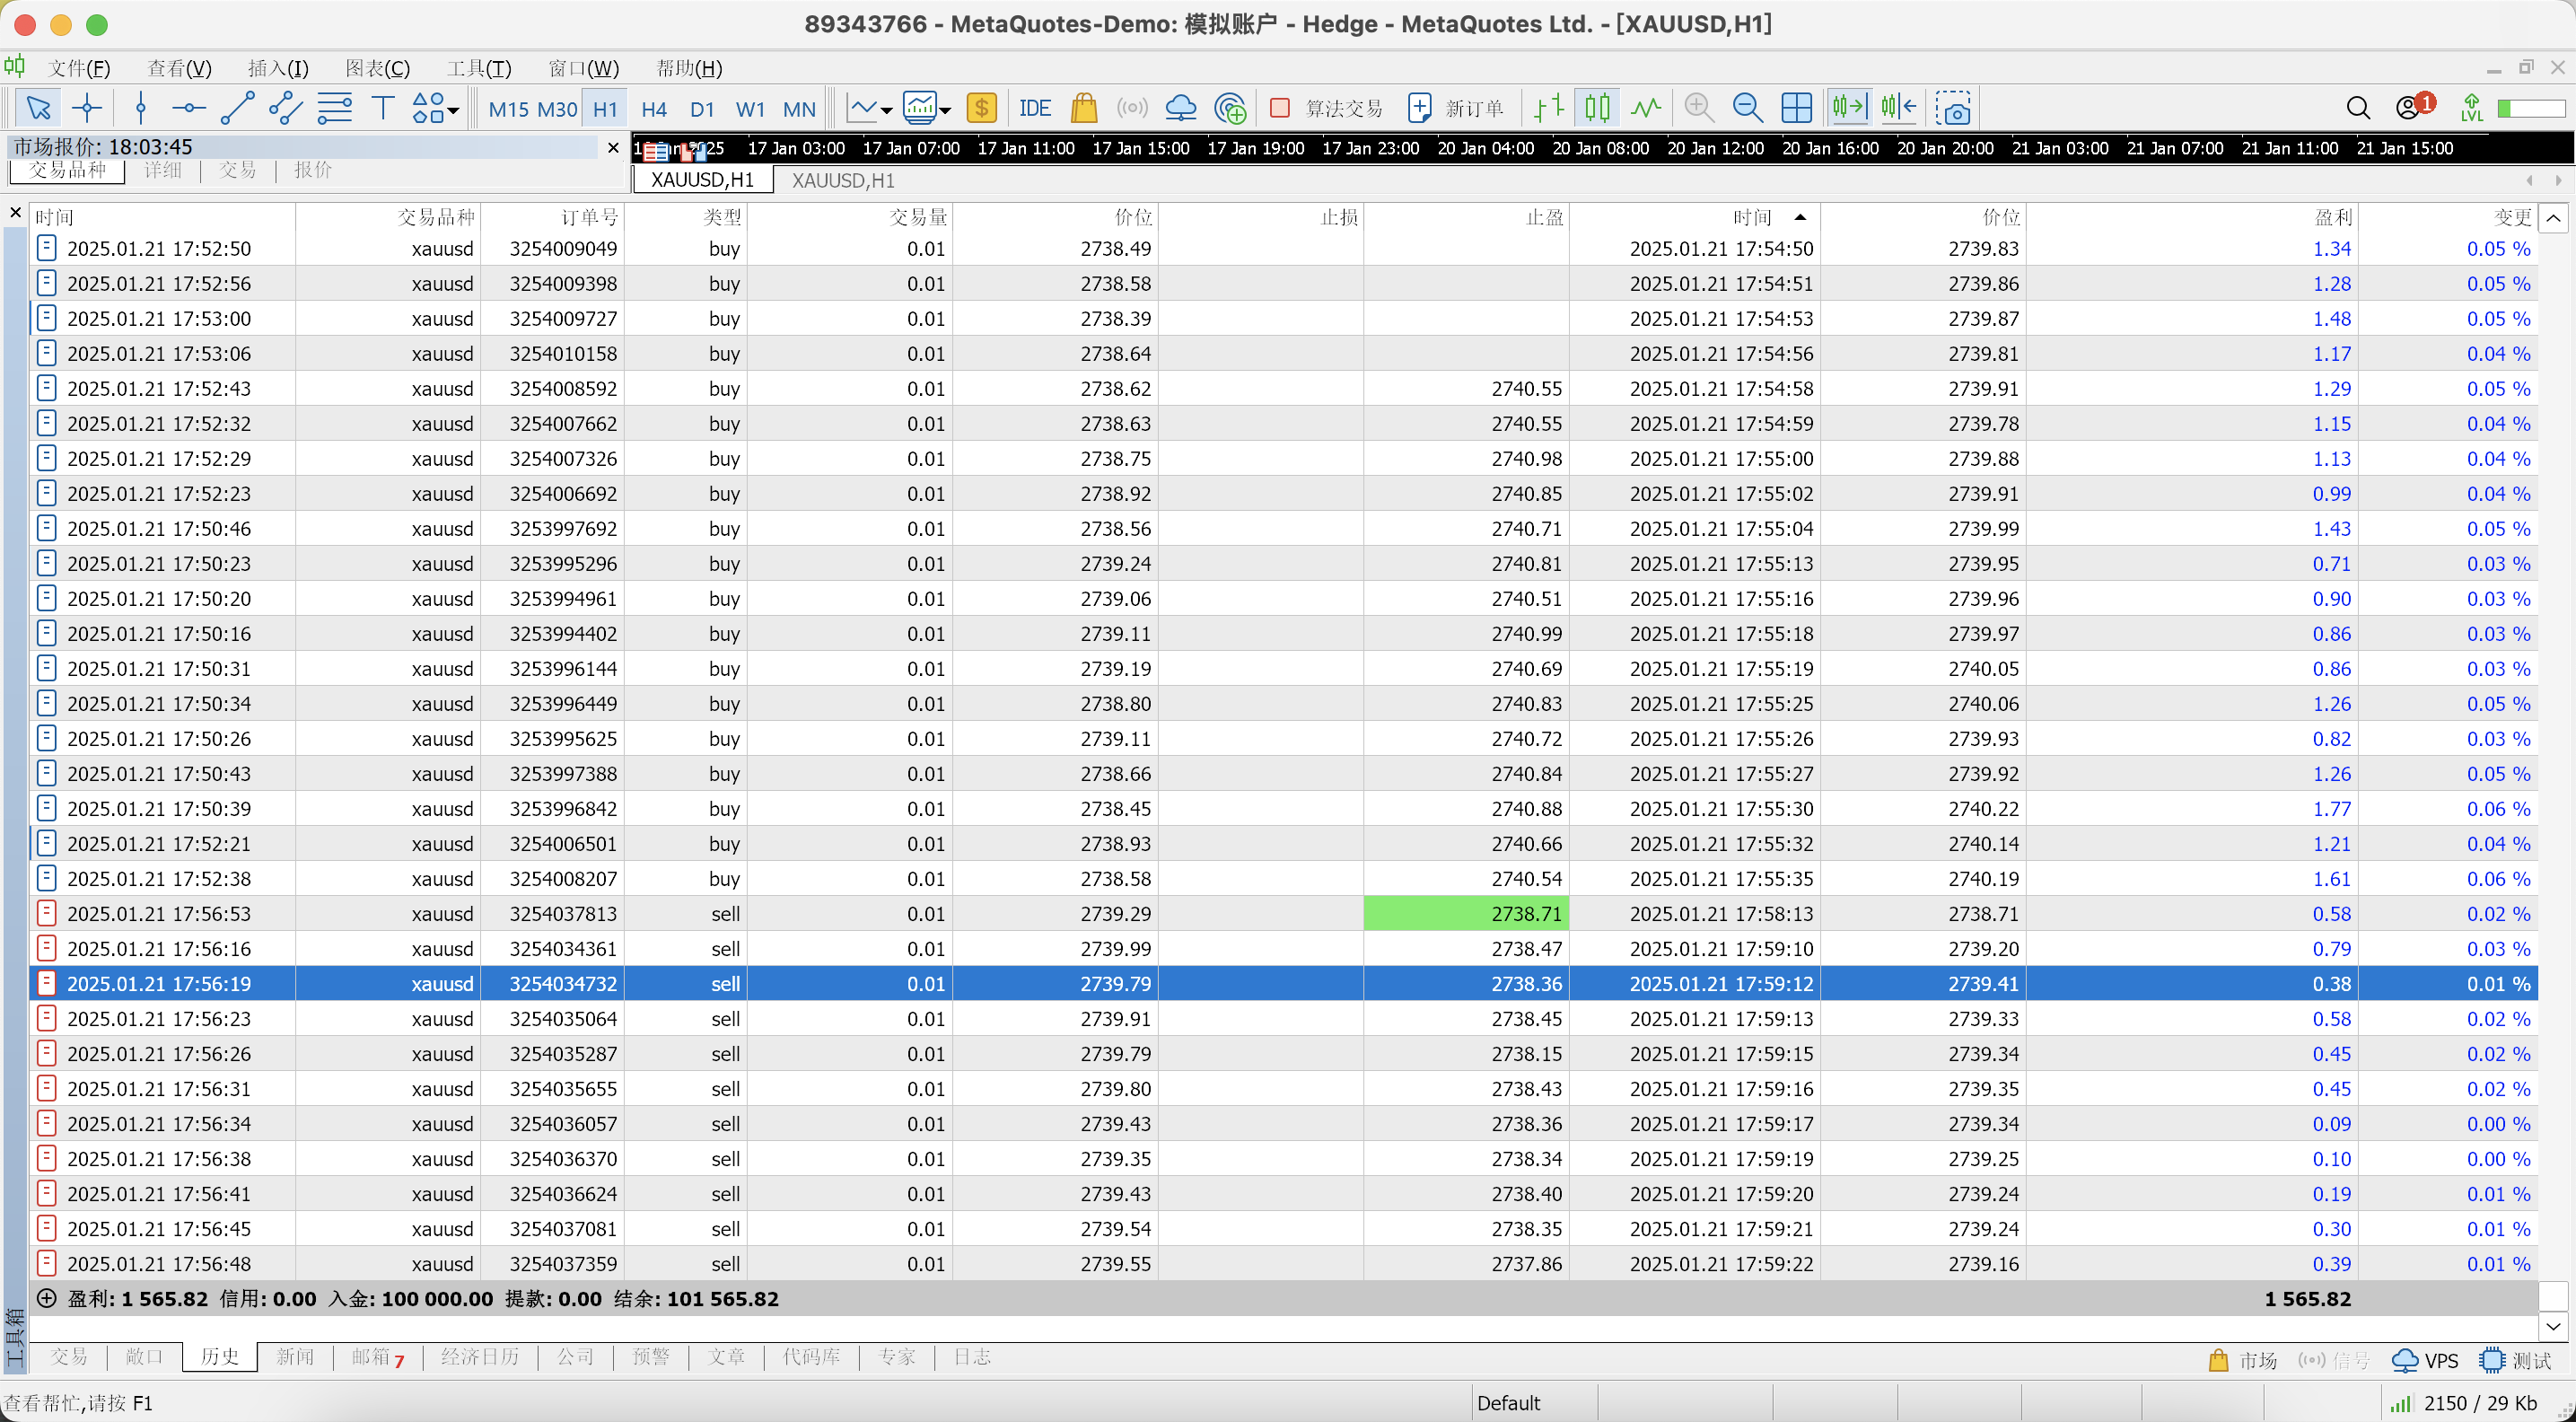 89343766 - MetaQuotes-Demo: 模拟账户 - Hedge - MetaQuotes Ltd. - [XAUUSD,H1]
文件(F) 查看(V) 插入(I) 图表(C) 工具(T) 窗口(W) 帮助(H)
M15 M30 H1 H4 D1 W1 MN IDE 算法交易 新订单 1 LVL
市场报价: 18:03:45
17 Jan 03:00 17 Jan 07:00 17 Jan 11:00 17 Jan 15:00 17 Jan 19:00 17 Jan 23:00 20 Jan 04:00 20 Jan 08:00 20 Jan 12:00 20 Jan 16:00 20 Jan 20:00 21 Jan 03:00 21 Jan 07:00 21 Jan 11:00 21 Jan 15:00
交易品种 详细 交易 报价
XAUUSD,H1 XAUUSD,H1
时间 交易品种 订单号 类型 交易量 价位 止损 止盈 时间 价位 盈利 变更
2025.01.21 17:52:50 xauusd 3254009049 buy 0.01 2738.49 2025.01.21 17:54:50 2739.83 1.34 0.05 %
2025.01.21 17:52:56 xauusd 3254009398 buy 0.01 2738.58 2025.01.21 17:54:51 2739.86 1.28 0.05 %
2025.01.21 17:53:00 xauusd 3254009727 buy 0.01 2738.39 2025.01.21 17:54:53 2739.87 1.48 0.05 %
2025.01.21 17:53:06 xauusd 3254010158 buy 0.01 2738.64 2025.01.21 17:54:56 2739.81 1.17 0.04 %
2025.01.21 17:52:43 xauusd 3254008592 buy 0.01 2738.62 2740.55 2025.01.21 17:54:58 2739.91 1.29 0.05 %
2025.01.21 17:52:32 xauusd 3254007662 buy 0.01 2738.63 2740.55 2025.01.21 17:54:59 2739.78 1.15 0.04 %
2025.01.21 17:52:29 xauusd 3254007326 buy 0.01 2738.75 2740.98 2025.01.21 17:55:00 2739.88 1.13 0.04 %
2025.01.21 17:52:23 xauusd 3254006692 buy 0.01 2738.92 2740.85 2025.01.21 17:55:02 2739.91 0.99 0.04 %
2025.01.21 17:50:46 xauusd 3253997692 buy 0.01 2738.56 2740.71 2025.01.21 17:55:04 2739.99 1.43 0.05 %
2025.01.21 17:50:23 xauusd 3253995296 buy 0.01 2739.24 2740.81 2025.01.21 17:55:13 2739.95 0.71 0.03 %
2025.01.21 17:50:20 xauusd 3253994961 buy 0.01 2739.06 2740.51 2025.01.21 17:55:16 2739.96 0.90 0.03 %
2025.01.21 17:50:16 xauusd 3253994402 buy 0.01 2739.11 2740.99 2025.01.21 17:55:18 2739.97 0.86 0.03 %
2025.01.21 17:50:31 xauusd 3253996144 buy 0.01 2739.19 2740.69 2025.01.21 17:55:19 2740.05 0.86 0.03 %
2025.01.21 17:50:34 xauusd 3253996449 buy 0.01 2738.80 2740.83 2025.01.21 17:55:25 2740.06 1.26 0.05 %
2025.01.21 17:50:26 xauusd 3253995625 buy 0.01 2739.11 2740.72 2025.01.21 17:55:26 2739.93 0.82 0.03 %
2025.01.21 17:50:43 xauusd 3253997388 buy 0.01 2738.66 2740.84 2025.01.21 17:55:27 2739.92 1.26 0.05 %
2025.01.21 17:50:39 xauusd 3253996842 buy 0.01 2738.45 2740.88 2025.01.21 17:55:30 2740.22 1.77 0.06 %
2025.01.21 17:52:21 xauusd 3254006501 buy 0.01 2738.93 2740.66 2025.01.21 17:55:32 2740.14 1.21 0.04 %
2025.01.21 17:52:38 xauusd 3254008207 buy 0.01 2738.58 2740.54 2025.01.21 17:55:35 2740.19 1.61 0.06 %
2025.01.21 17:56:53 xauusd 3254037813 sell 0.01 2739.29 2738.71 2025.01.21 17:58:13 2738.71 0.58 0.02 %
2025.01.21 17:56:16 xauusd 3254034361 sell 0.01 2739.99 2738.47 2025.01.21 17:59:10 2739.20 0.79 0.03 %
2025.01.21 17:56:19 xauusd 3254034732 sell 0.01 2739.79 2738.36 2025.01.21 17:59:12 2739.41 0.38 0.01 %
2025.01.21 17:56:23 xauusd 3254035064 sell 0.01 2739.91 2738.45 2025.01.21 17:59:13 2739.33 0.58 0.02 %
2025.01.21 17:56:26 xauusd 3254035287 sell 0.01 2739.79 2738.15 2025.01.21 17:59:15 2739.34 0.45 0.02 %
2025.01.21 17:56:31 xauusd 3254035655 sell 0.01 2739.80 2738.43 2025.01.21 17:59:16 2739.35 0.45 0.02 %
2025.01.21 17:56:34 xauusd 3254036057 sell 0.01 2739.43 2738.36 2025.01.21 17:59:17 2739.34 0.09 0.00 %
2025.01.21 17:56:38 xauusd 3254036370 sell 0.01 2739.35 2738.34 2025.01.21 17:59:19 2739.25 0.10 0.00 %
2025.01.21 17:56:41 xauusd 3254036624 sell 0.01 2739.43 2738.40 2025.01.21 17:59:20 2739.24 0.19 0.01 %
2025.01.21 17:56:45 xauusd 3254037081 sell 0.01 2739.54 2738.35 2025.01.21 17:59:21 2739.24 0.30 0.01 %
2025.01.21 17:56:48 xauusd 3254037359 sell 0.01 2739.55 2737.86 2025.01.21 17:59:22 2739.16 0.39 0.01 %
盈利: 1 565.82 信用: 0.00 入金: 100 000.00 提款: 0.00 结余: 101 565.82 1 565.82
工具箱
交易 敞口 历史 新闻 邮箱 7 经济日历 公司 预警 文章 代码库 专家 日志 市场 信号 VPS 测试
查看帮忙,请按 F1 Default 2150 / 29 Kb